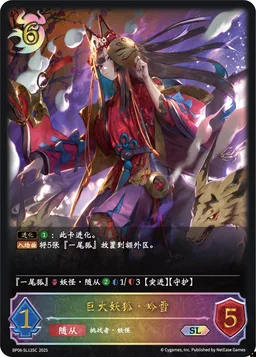 6
进化 1 ：此卡进化。
入场曲 将5张『一尾狐』放置到额外区。
『一尾狐』 妖怪・随从 2 1/ 3【突进】【守护】
巨大妖狐・吟雪
1
随从
挑战者・妖怪
SL
5
BP06-SL13SC 2025
© Cygames, Inc. Published by NetEase Games